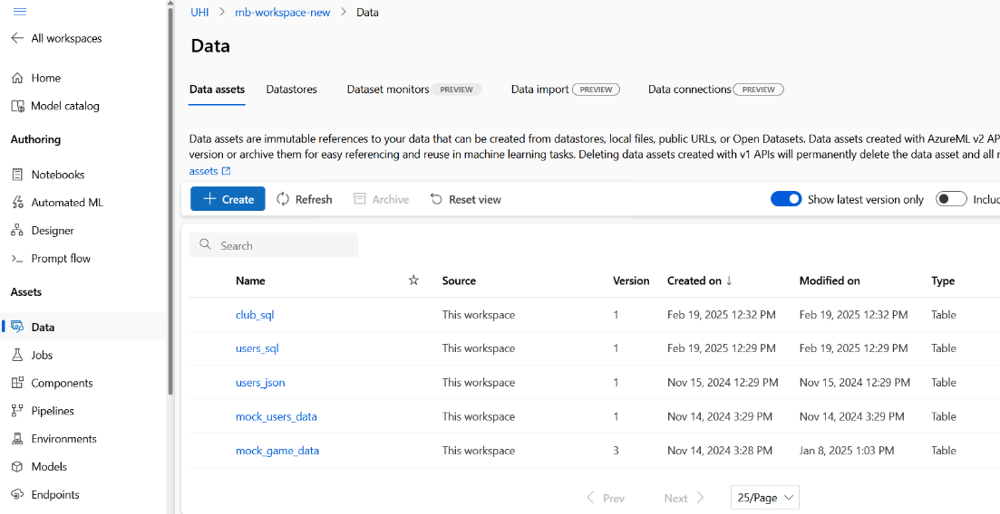 UHI > mb-workspace-new > Data
All workspaces
Home
Model catalog
Authoring
Notebooks
Automated ML
Designer
Prompt flow
Assets
Data
Jobs
Components
Pipelines
Environments
Models
Endpoints
Data
Data assets Datastores Dataset monitors PREVIEW Data import PREVIEW Data connections PREVIEW
Data assets are immutable references to your data that can be created from datastores, local files, public URLs, or Open Datasets. Data assets created with AzureML v2 AP
version or archive them for easy referencing and reuse in machine learning tasks. Deleting data assets created with v1 APIs will permanently delete the data asset and all
assets
Create Refresh Archive Reset view Show latest version only Includ
Search
Name Source Version Created on ↓ Modified on Type
club_sql This workspace 1 Feb 19, 2025 12:32 PM Feb 19, 2025 12:32 PM Table
users_sql This workspace 1 Feb 19, 2025 12:29 PM Feb 19, 2025 12:29 PM Table
users_json This workspace 1 Nov 15, 2024 12:29 PM Nov 15, 2024 12:29 PM Table
mock_users_data This workspace 1 Nov 14, 2024 3:29 PM Nov 14, 2024 3:29 PM Table
mock_game_data This workspace 3 Nov 14, 2024 3:28 PM Jan 8, 2025 1:03 PM Table
< Prev Next > 25/Page